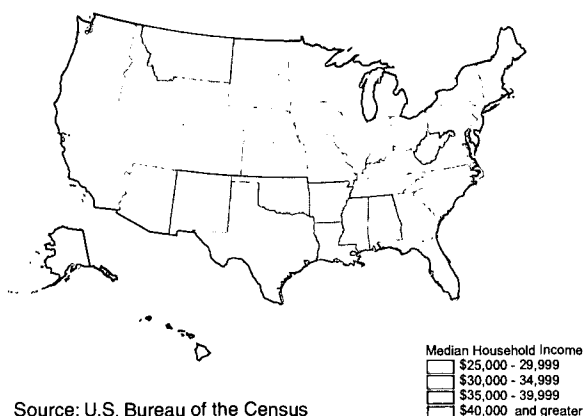 Median Household Income
$25,000 - 29,999
$30,000 - 34,999
$35,000 - 39,999
$40,000 and greater
Source: U.S. Bureau of the Census